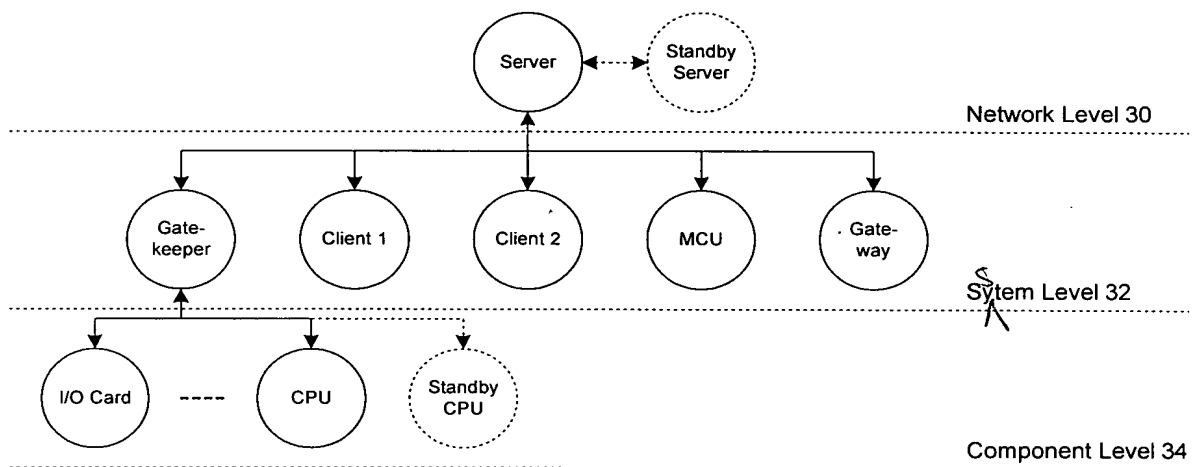 Server
Standby
Server
Network Level 30
Gate-
keeper
Client 1
Client 2
MCU
Gate-
way
s
Sytem Level 32
I/O Card
CPU
Standby
CPU
Component Level 34